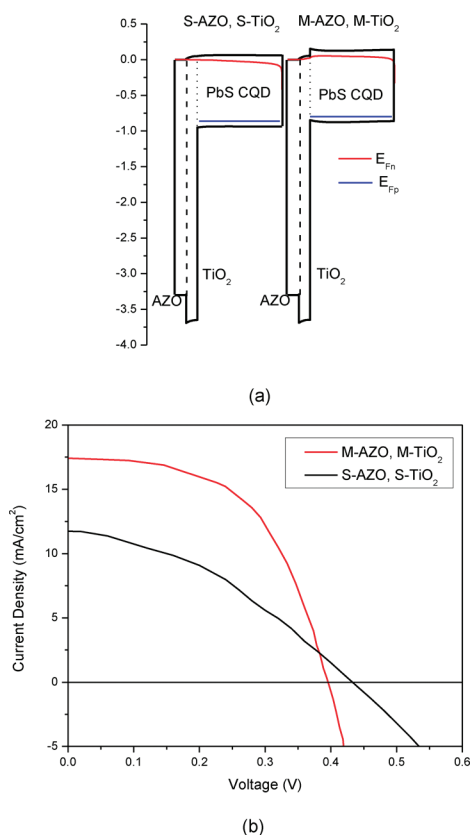 S-AZO, S-TiO₂ M-AZO, M-TiO₂
0.5
0.0
-0.5
-1.0
-1.5
-2.0
-2.5
-3.0
-3.5
-4.0
PbS CQD PbS CQD
E_Fn
E_Fp
TiO₂ TiO₂
AZO AZO
(a)
20
15
10
5
0
-5
Current Density (mA/cm²)
M-AZO, M-TiO₂
S-AZO, S-TiO₂
0.0 0.1 0.2 0.3 0.4 0.5 0.6
Voltage (V)
(b)